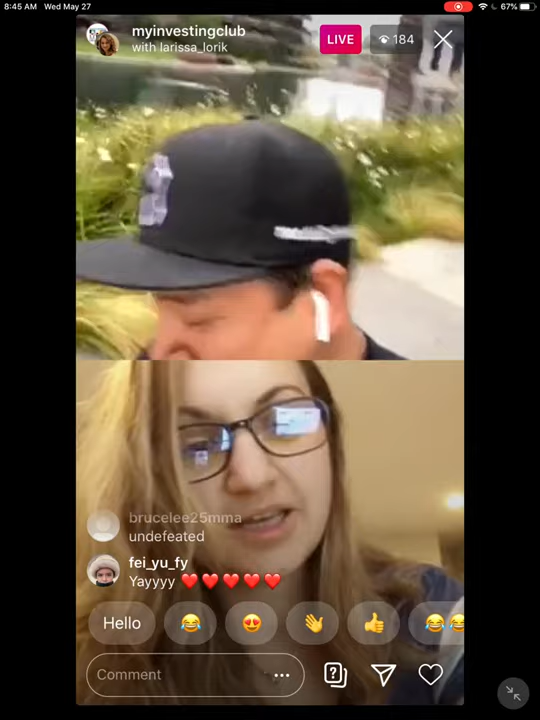 8:45 AM Wed May 27
67%
myinvestingclub
with larissa_lorik
LIVE
184
brucelee25mma
undefeated
fei_yu_fy
Yayyyy ❤️❤️❤️❤️❤️
Hello
Comment